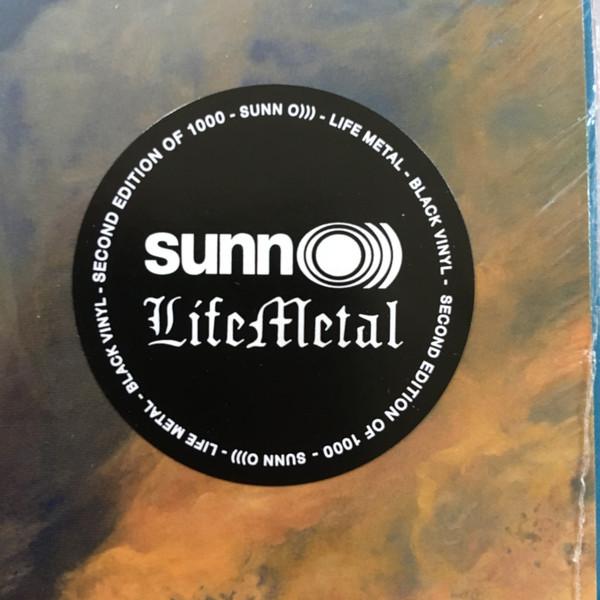 SECOND EDITION OF 1000 - SUNN O))) - LIFE METAL - BLACK VINYL - SECOND EDITION OF 1000 - SUNN O))) - LIFE METAL - BLACK VINYL -
sunn O)))
LifeMetal